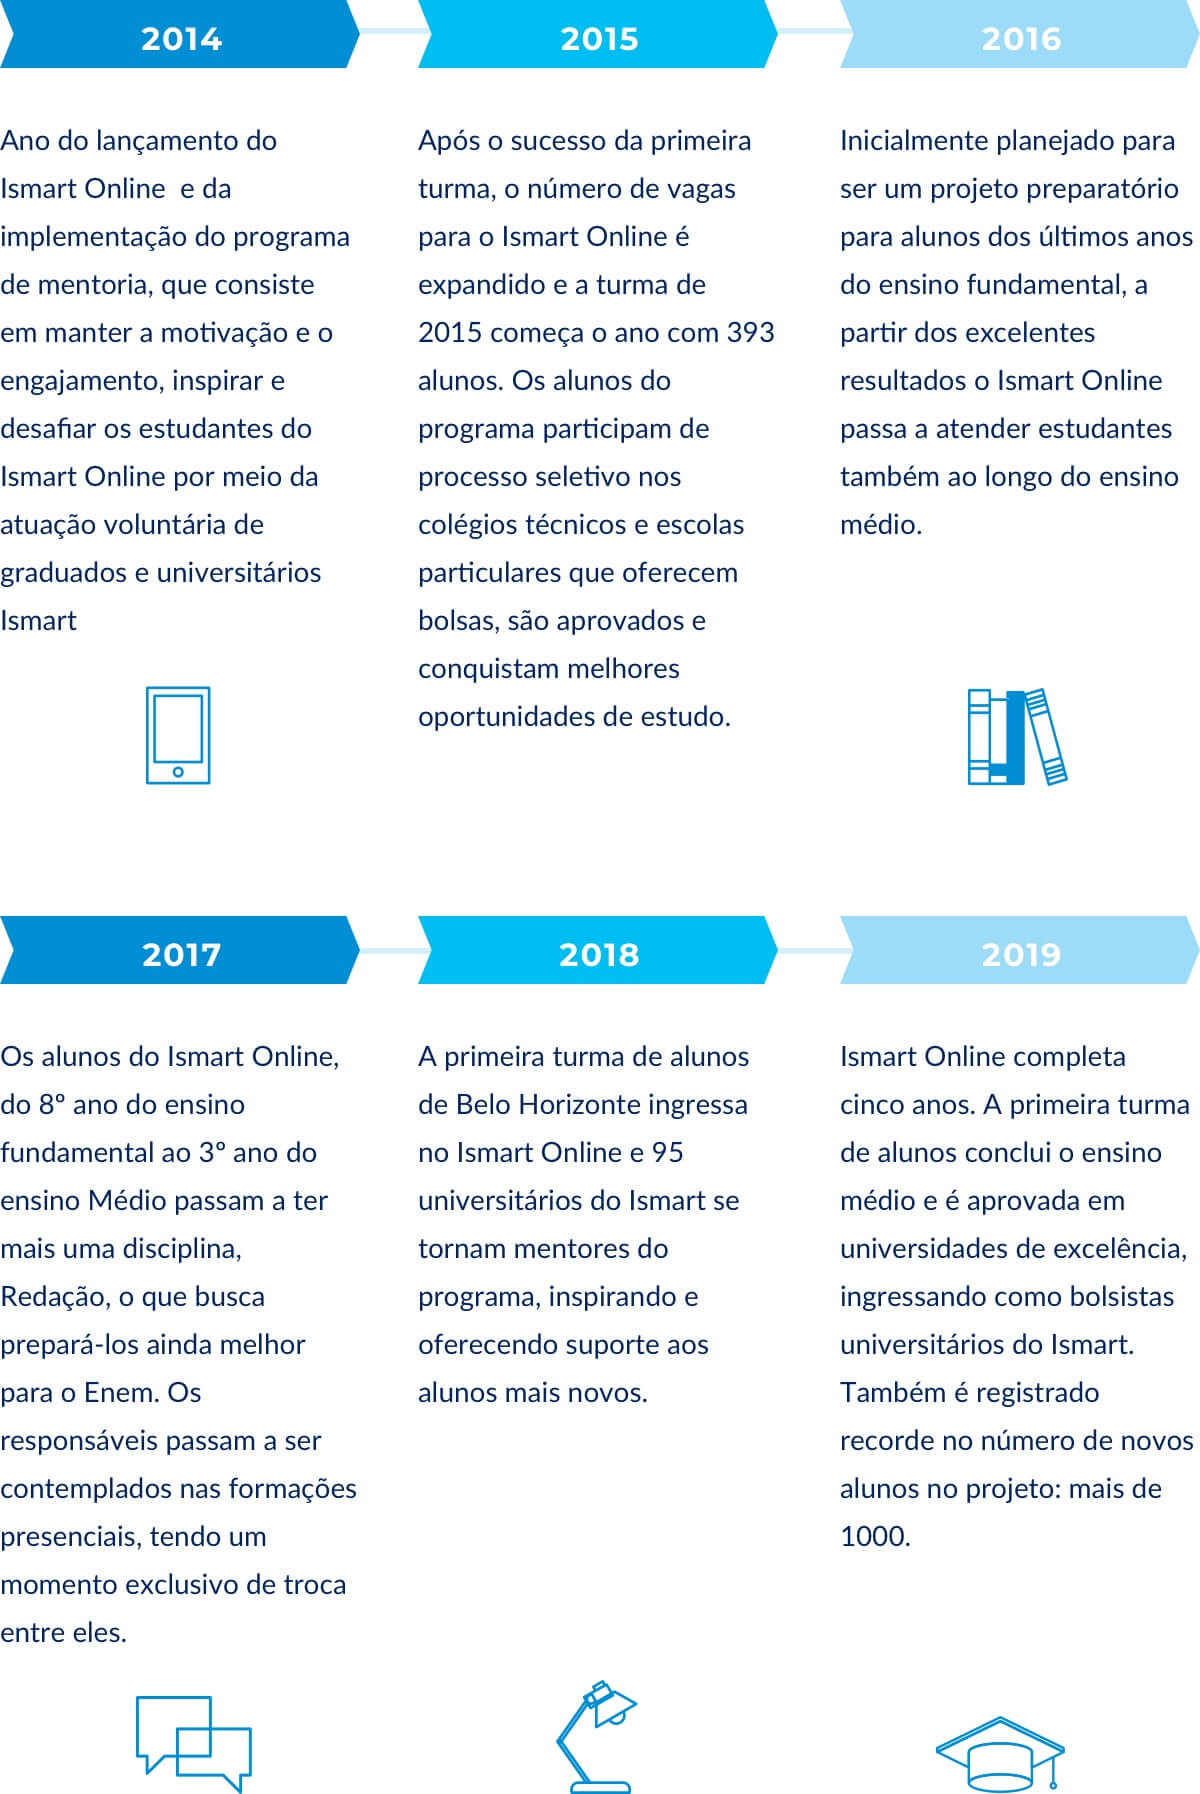 2014
Ano do lançamento do
Ismart Online  e da
implementação do programa
de mentoria, que consiste
em manter a motivação e o
engajamento, inspirar e
desafiar os estudantes do
Ismart Online por meio da
atuação voluntária de
graduados e universitários
Ismart
2015
Após o sucesso da primeira
turma, o número de vagas
para o Ismart Online é
expandido e a turma de
2015 começa o ano com 393
alunos. Os alunos do
programa participam de
processo seletivo nos
colégios técnicos e escolas
particulares que oferecem
bolsas, são aprovados e
conquistam melhores
oportunidades de estudo.
2016
Inicialmente planejado para
ser um projeto preparatório
para alunos dos últimos anos
do ensino fundamental, a
partir dos excelentes
resultados o Ismart Online
passa a atender estudantes
também ao longo do ensino
médio.
2017
Os alunos do Ismart Online,
do 8º ano do ensino
fundamental ao 3º ano do
ensino Médio passam a ter
mais uma disciplina,
Redação, o que busca
prepará-los ainda melhor
para o Enem. Os
responsáveis passam a ser
contemplados nas formações
presenciais, tendo um
momento exclusivo de troca
entre eles.
2018
A primeira turma de alunos
de Belo Horizonte ingressa
no Ismart Online e 95
universitários do Ismart se
tornam mentores do
programa, inspirando e
oferecendo suporte aos
alunos mais novos.
2019
Ismart Online completa
cinco anos. A primeira turma
de alunos conclui o ensino
médio e é aprovada em
universidades de excelência,
ingressando como bolsistas
universitários do Ismart.
Também é registrado
recorde no número de novos
alunos no projeto: mais de
1000.